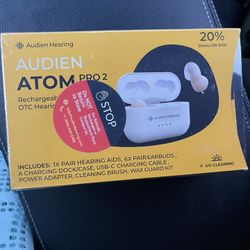 Audien Hearing
20%
SMALLER SIZE
AUDIEN
ATOM PRO 2
Rechargeable
OTC Hearing
STOP
Do NOT
Audien Hearing
INCLUDES: 1X PAIR HEARING AIDS, 6X PAIR EARBUDS,
A CHARGING DOCK/CASE, USB-C CHARGING CABLE,
POWER ADAPTER, CLEANING BRUSH, WAX GUARD KIT
+ UV CLEANING